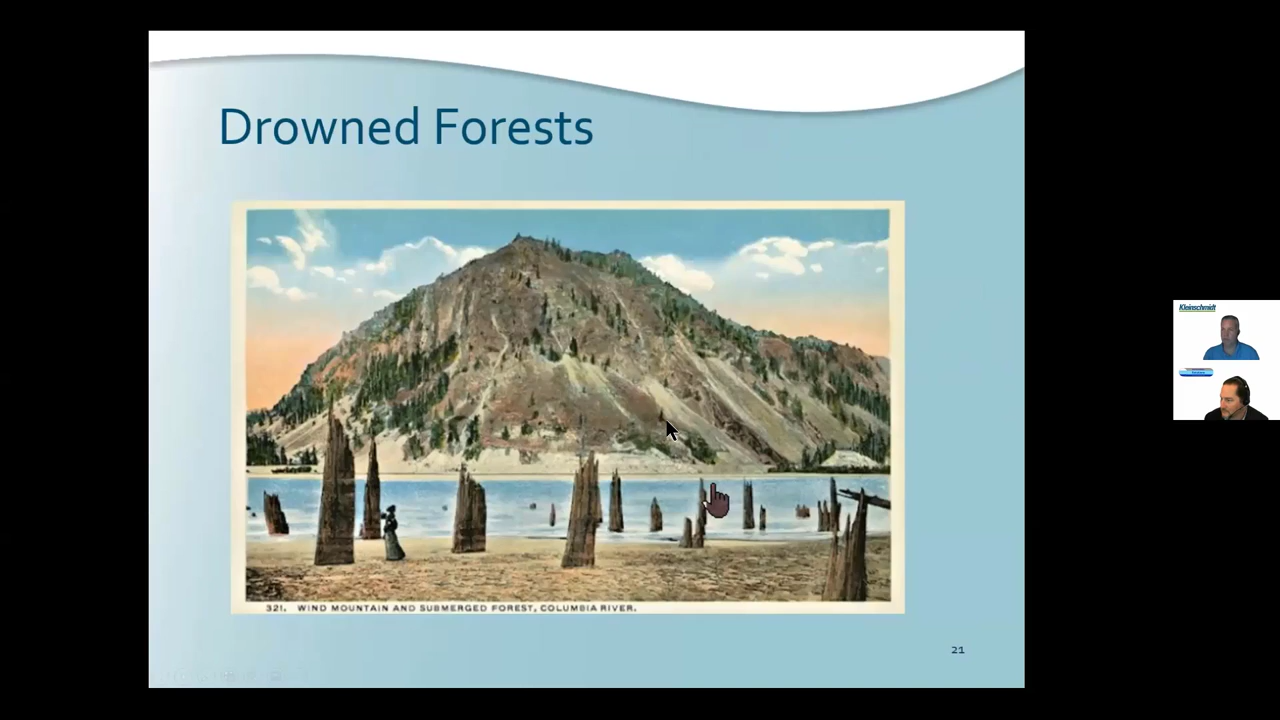 Drowned Forests
321. WIND MOUNTAIN AND SUBMERGED FOREST, COLUMBIA RIVER.
21
Kleinschmidt